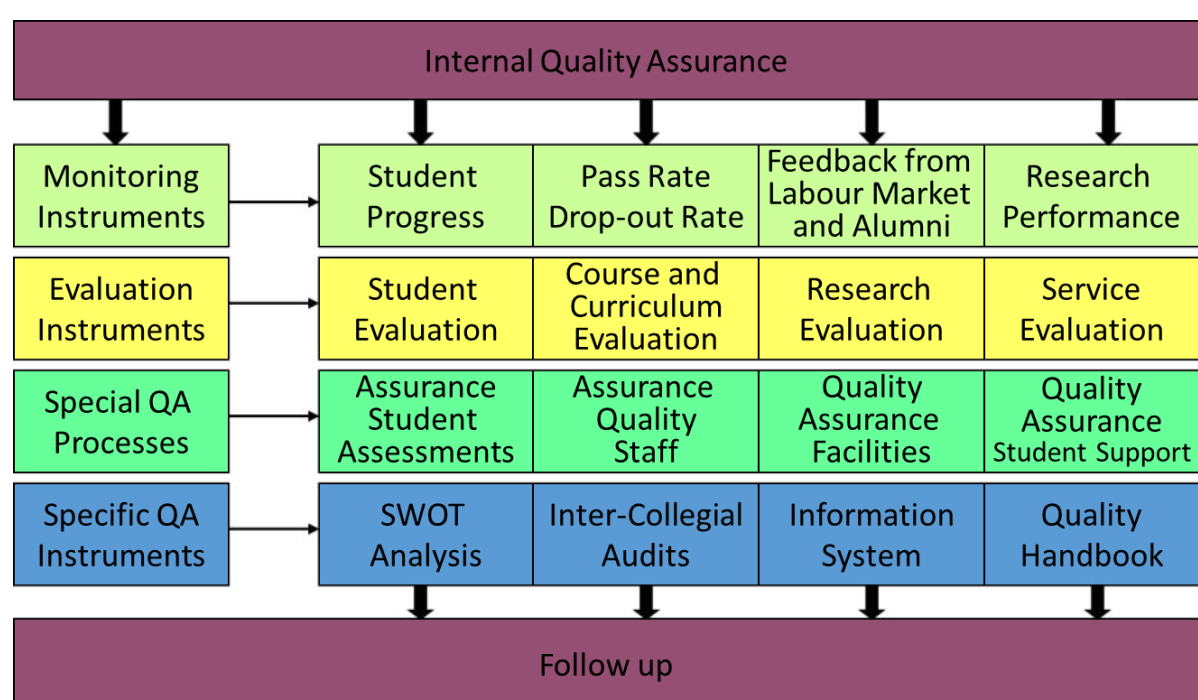 Internal Quality Assurance
Monitoring
Instruments
Student
Progress
Pass Rate
Drop-out Rate
Feedback from
Labour Market
and Alumni
Research
Performance
Evaluation
Instruments
Student
Evaluation
Course and
Curriculum
Evaluation
Research
Evaluation
Service
Evaluation
Special QA
Processes
Assurance
Student
Assessments
Assurance
Quality
Staff
Quality
Assurance
Facilities
Quality
Assurance
Student Support
Specific QA
Instruments
SWOT
Analysis
Inter-Collegial
Audits
Information
System
Quality
Handbook
Follow up